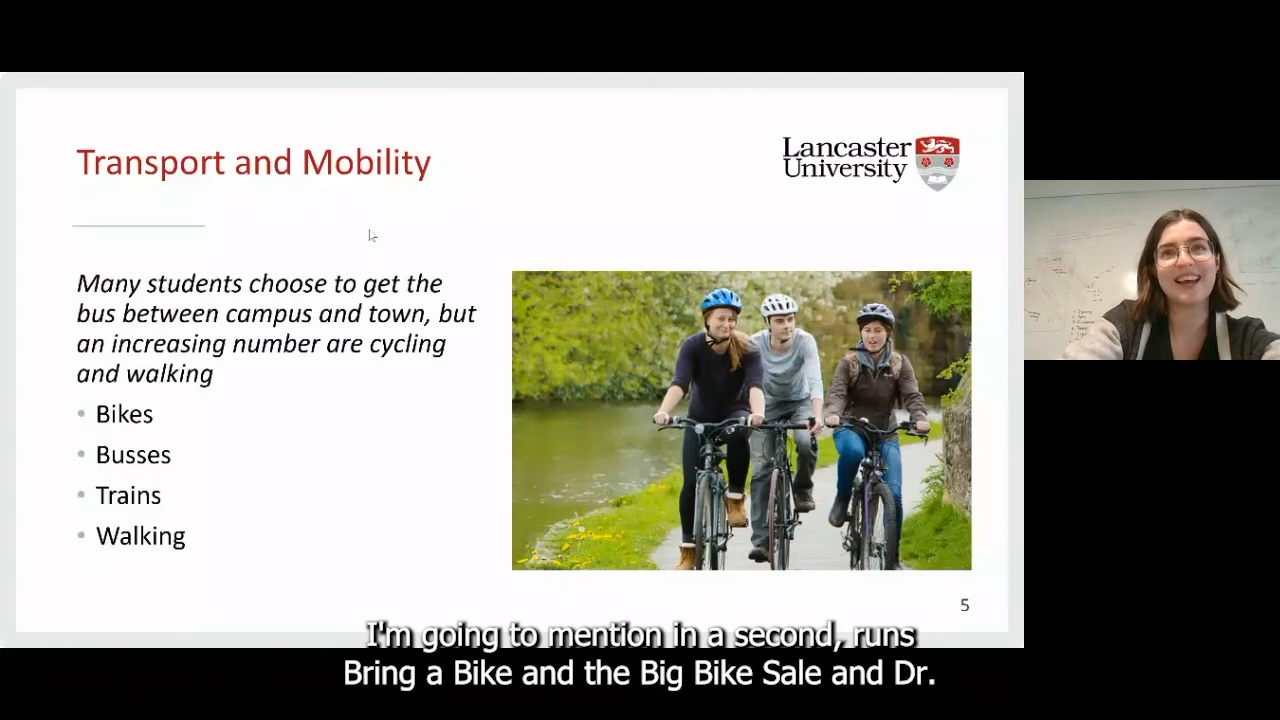 Transport and Mobility
Lancaster
University
Many students choose to get the
bus between campus and town, but
an increasing number are cycling
and walking
• Bikes
• Busses
• Trains
• Walking
5
I'm going to mention in a second, runs
Bring a Bike and the Big Bike Sale and Dr.